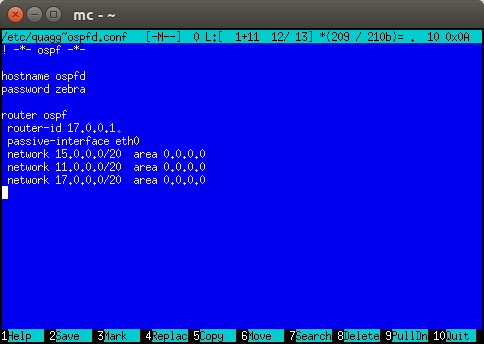 mc - ~
/etc/quagg~ospfd.conf   [-M--]  0 L:[  1+11  12/ 13] *(209 / 210b)= .  10 0x0A
! -*- ospf -*-

hostname ospfd
password zebra

router ospf
 router-id 17.0.0.1.
 passive-interface eth0
 network 15.0.0.0/20  area 0.0.0.0
 network 11.0.0.0/20  area 0.0.0.0
 network 17.0.0.0/20  area 0.0.0.0
1Help  2Save  3Mark  4Replac 5Copy  6Move  7Search 8Delete 9PullDn 10Quit